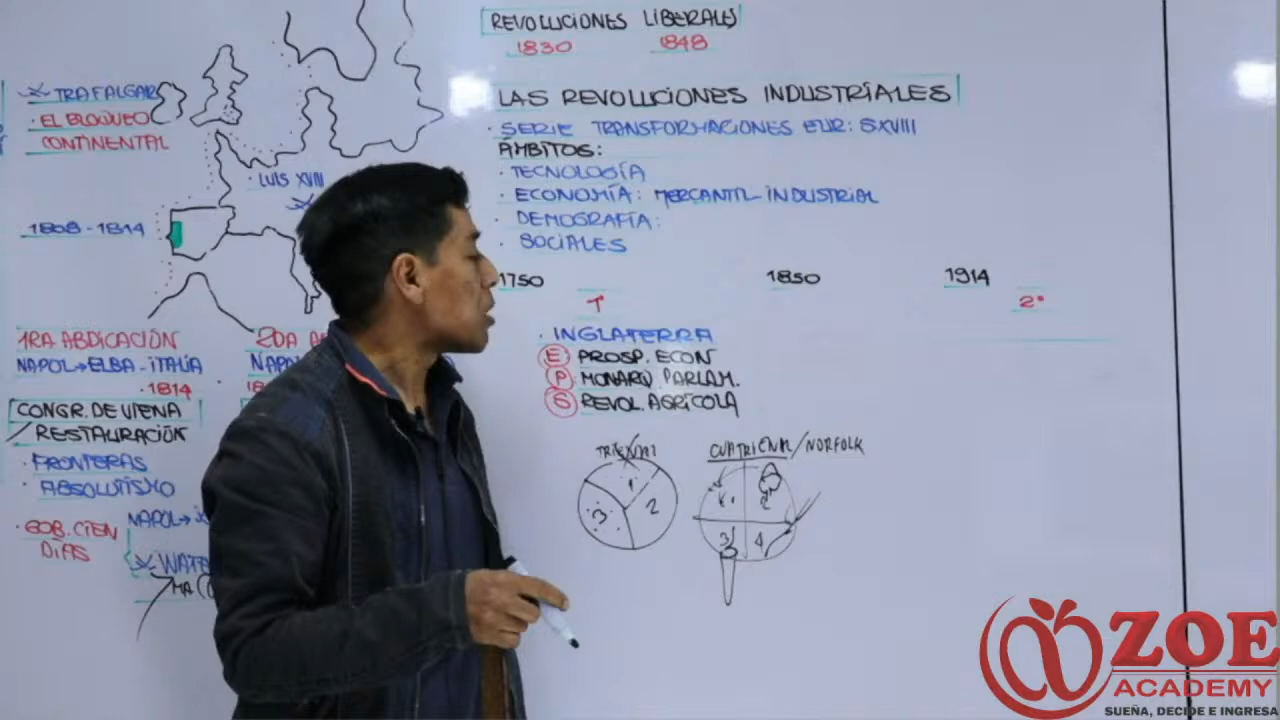 TRAFALGAR
· EL BLOQUEO
CONTINENTAL
LUIS XVIII
1808 - 1814
1RA ABDICACIÓN
NAPOL→ELBA - ITALIA
· 1814
CONGR. DE VIENA
/ RESTAURACIÓN
· FRONTERAS
· ABSOLUTISMO
· GOB. CIEN
DÍAS
NAPOL→
2DA
REVOLUCIONES LIBERALES
1830 1848
LAS REVOLUCIONES INDUSTRIALES
· SERIE TRANSFORMACIONES EUR: SXVIII
ÁMBITOS:
· TECNOLOGÍA
· ECONOMÍA: MERCANTIL-INDUSTRIAL
· DEMOGRAFÍA:
· SOCIALES
1750 1850 1914
1° 2°
· INGLATERRA
E PROSP. ECON
P MONARQ. PARLAM.
S REVOL. AGRÍCOLA
CUATRIENAL/NORFOLK
1
2
3
1
2
3
4
ZOE
ACADEMY
SUEÑA, DECIDE E INGRESA